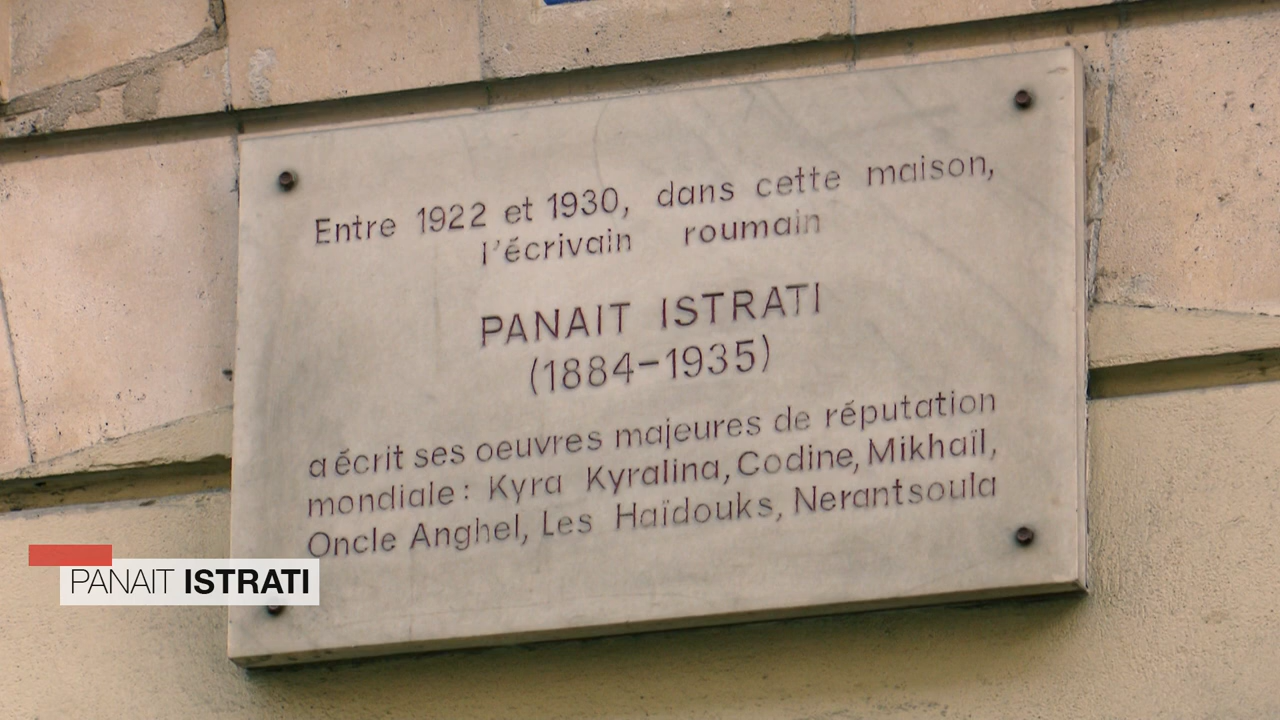 Entre 1922 et 1930, dans cette maison,
l'écrivain roumain
PANAIT ISTRATI
(1884-1935)
a écrit ses oeuvres majeures de réputation
mondiale: Kyra Kyralina, Codine, Mikhaïl,
Oncle Anghel, Les Haïdouks, Nerantsoula
PANAIT ISTRATI